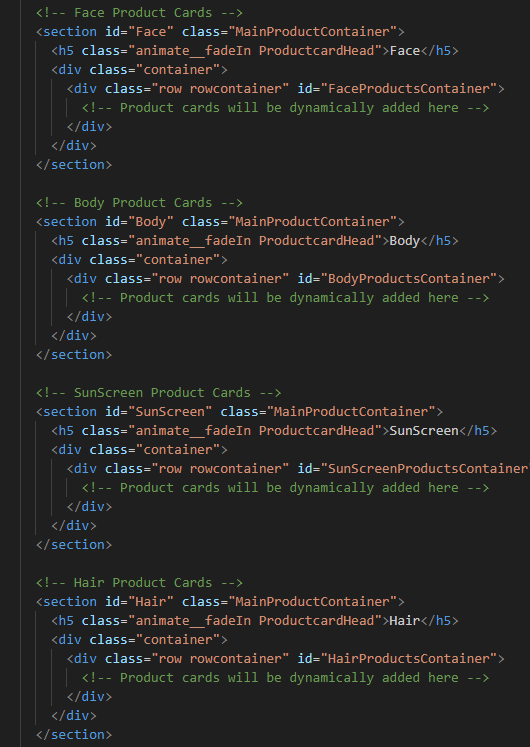 <!-- Face Product Cards -->
<section id="Face" class="MainProductContainer">
<h5 class="animate__fadeIn ProductcardHead">Face</h5>
<div class="container">
<div class="row rowcontainer" id="FaceProductsContainer">
<!-- Product cards will be dynamically added here -->
</div>
</div>
</section>
<!-- Body Product Cards -->
<section id="Body" class="MainProductContainer">
<h5 class="animate__fadeIn ProductcardHead">Body</h5>
<div class="container">
<div class="row rowcontainer" id="BodyProductsContainer">
<!-- Product cards will be dynamically added here -->
</div>
</div>
</section>
<!-- SunScreen Product Cards -->
<section id="SunScreen" class="MainProductContainer">
<h5 class="animate__fadeIn ProductcardHead">SunScreen</h5>
<div class="container">
<div class="row rowcontainer" id="SunScreenProductsContainer
<!-- Product cards will be dynamically added here -->
</div>
</div>
</section>
<!-- Hair Product Cards -->
<section id="Hair" class="MainProductContainer">
<h5 class="animate__fadeIn ProductcardHead">Hair</h5>
<div class="container">
<div class="row rowcontainer" id="HairProductsContainer">
<!-- Product cards will be dynamically added here -->
</div>
</div>
</section>